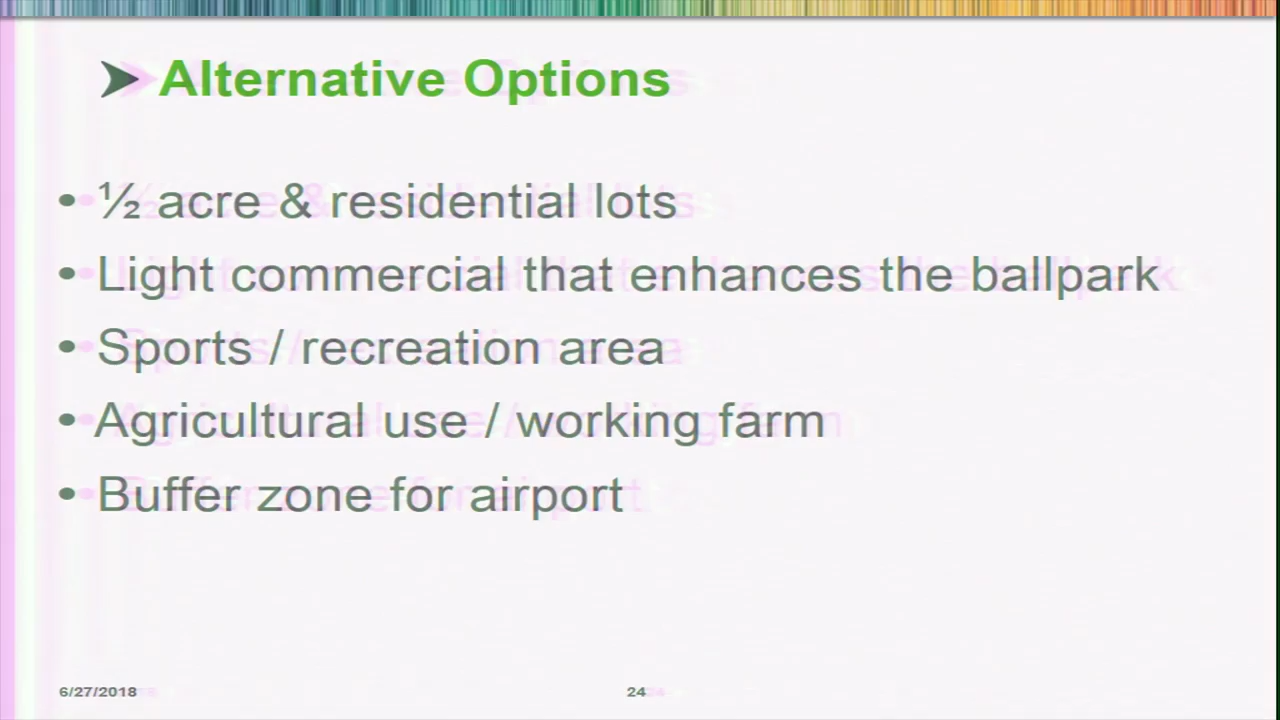 Alternative Options
• ½ acre & residential lots
• Light commercial that enhances the ballpark
• Sports / recreation area
• Agricultural use / working farm
• Buffer zone for airport
6/27/2018 24